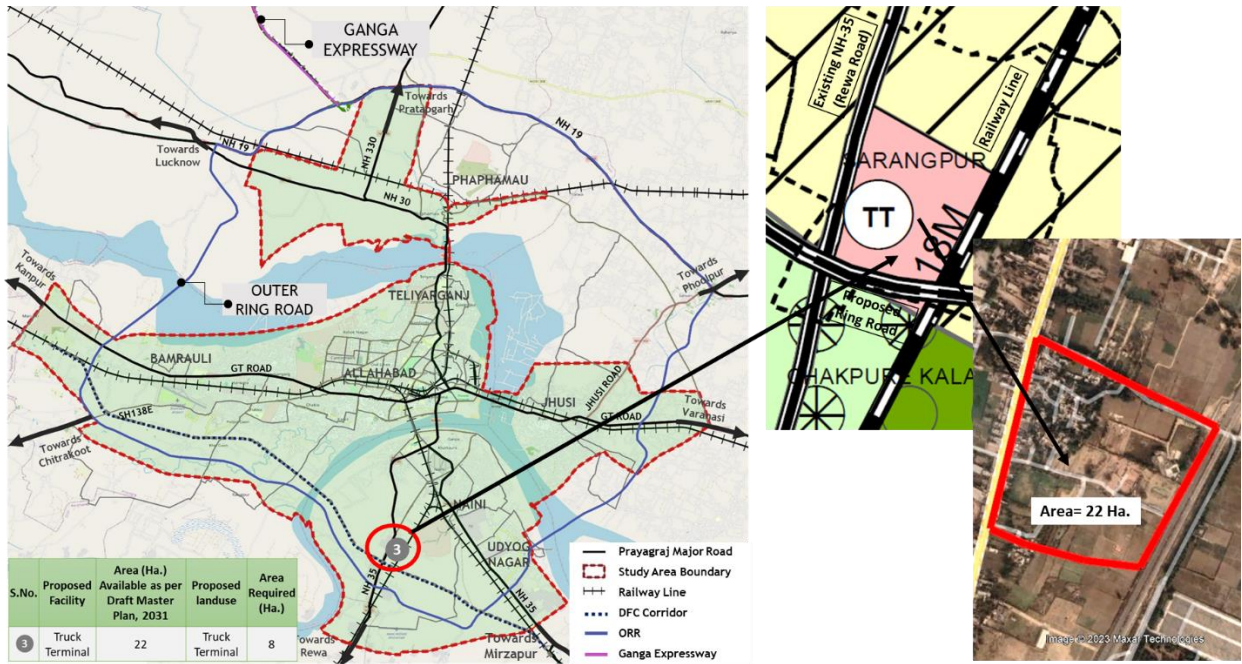 GANGA
EXPRESSWAY
Towards
Pratapgarh
NH 19
NH 19
Towards
Lucknow
NH 330
PHAPHAMAU
NH 30
Towards
Kanpur
OUTER
RING ROAD
Towards
Phoolpur
TELIYARGANJ
BAMRAULI
GT ROAD
ALLAHABAD
JHUSI
JHUSI ROAD
GT ROAD
Towards
Varanasi
SH138E
Towards
Chitrakoot
NAINI
3
UDYOG
NAGAR
NH 35
NH 35
Towards
Rewa
Towards
Mirzapur
S.No.
Proposed
Facility
Area (Ha.)
Available as per
Draft Master
Plan, 2031
Proposed
landuse
Area
Required
(Ha.)
3
Truck
Terminal
22
Truck
Terminal
8
Prayagraj Major Road
Study Area Boundary
Railway Line
DFC Corridor
ORR
Ganga Expressway
Existing NH-35
(Rewa Road)
Railway Line
SARANGPUR
TT
18M
Proposed
Ring Road
CHAKPURE KALA
Area= 22 Ha.
Image © 2023 Maxar Technologies